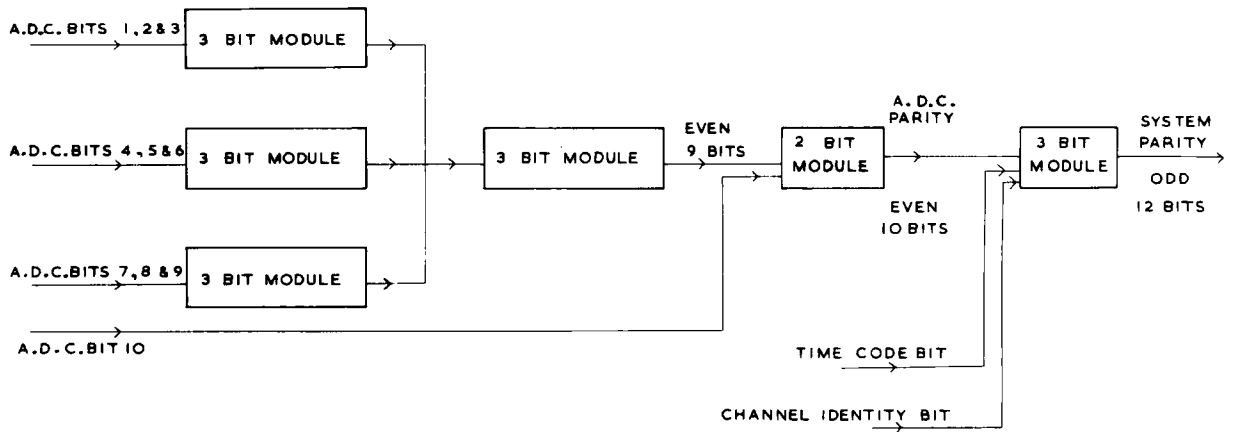 A.D.C. BITS 1, 2 & 3
3 BIT MODULE
A.D.C. BITS 4, 5 & 6
3 BIT MODULE
3 BIT MODULE
EVEN
9 BITS
2 BIT
MODULE
A. D. C.
PARITY
EVEN
10 BITS
3 BIT
MODULE
SYSTEM
PARITY
ODD
12 BITS
A.D.C. BITS 7, 8 & 9
3 BIT MODULE
A.D.C. BIT 10
TIME CODE BIT
CHANNEL IDENTITY BIT